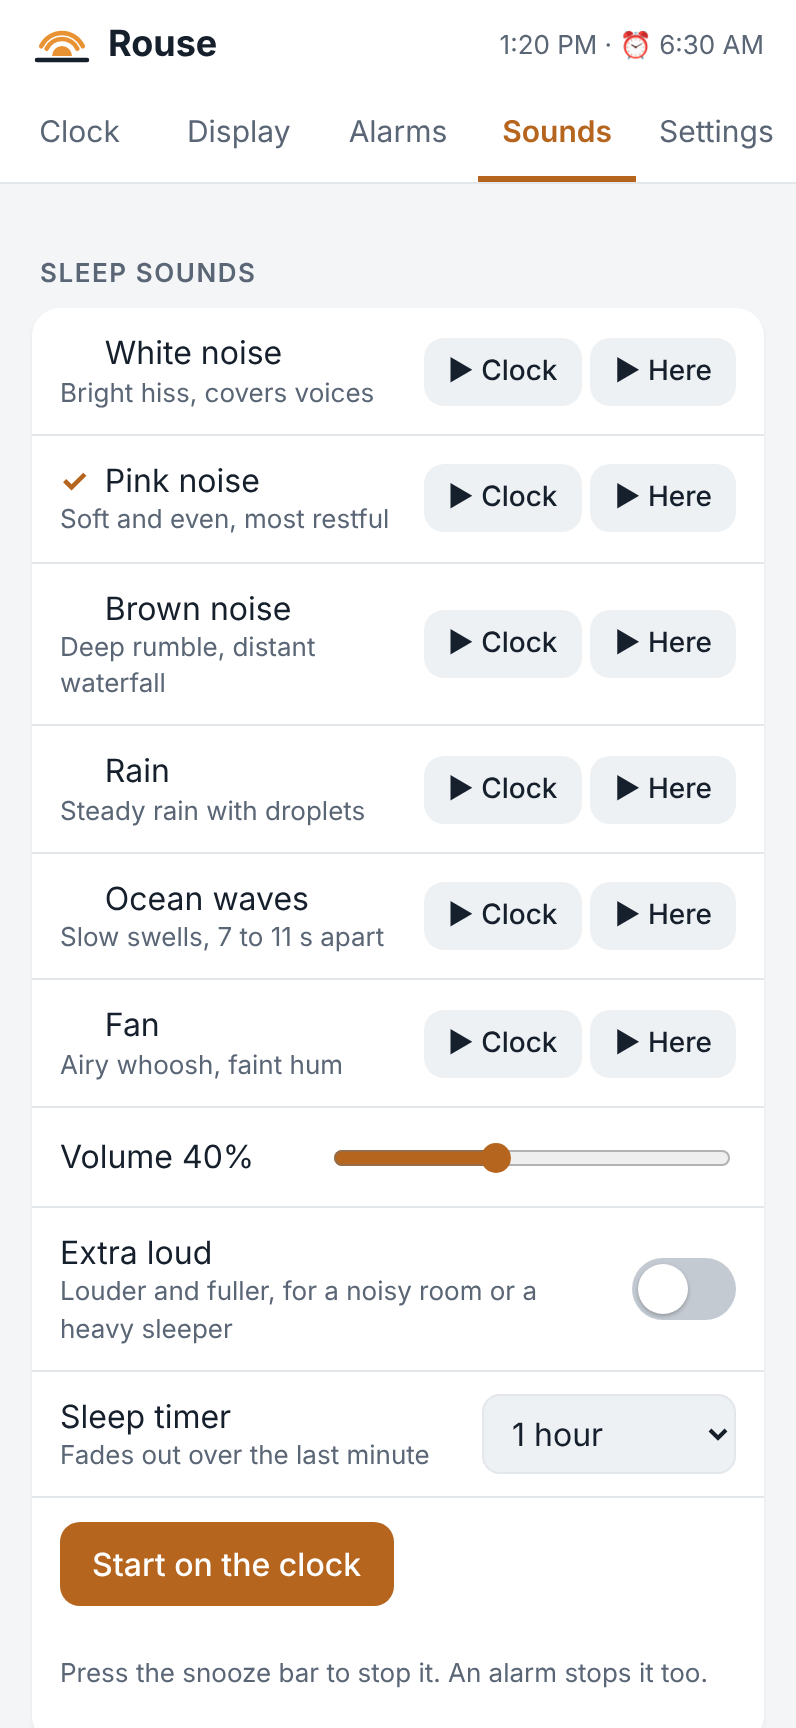 Rouse
1:20 PM · ⏰ 6:30 AM
Clock Display Alarms Sounds Settings
SLEEP SOUNDS
White noise
Bright hiss, covers voices
▶ Clock ▶ Here
✓ Pink noise
Soft and even, most restful
▶ Clock ▶ Here
Brown noise
Deep rumble, distant
waterfall
▶ Clock ▶ Here
Rain
Steady rain with droplets
▶ Clock ▶ Here
Ocean waves
Slow swells, 7 to 11 s apart
▶ Clock ▶ Here
Fan
Airy whoosh, faint hum
▶ Clock ▶ Here
Volume 40%
Extra loud
Louder and fuller, for a noisy room or a
heavy sleeper
Sleep timer
Fades out over the last minute
1 hour
Start on the clock
Press the snooze bar to stop it. An alarm stops it too.